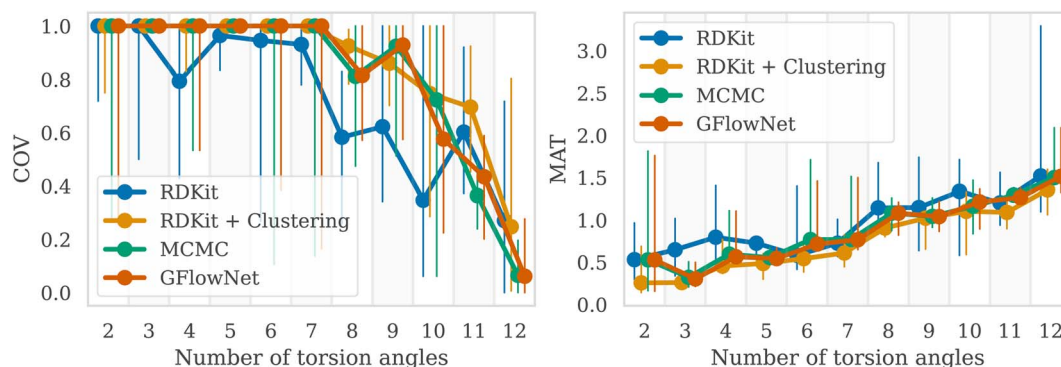 COV
1.0
0.8
0.6
0.4
0.2
0.0
RDKit
RDKit + Clustering
MCMC
GFlowNet
2 3 4 5 6 7 8 9 10 11 12
Number of torsion angles
MAT
3.0
2.5
2.0
1.5
1.0
0.5
0.0
RDKit
RDKit + Clustering
MCMC
GFlowNet
2 3 4 5 6 7 8 9 10 11 12
Number of torsion angles